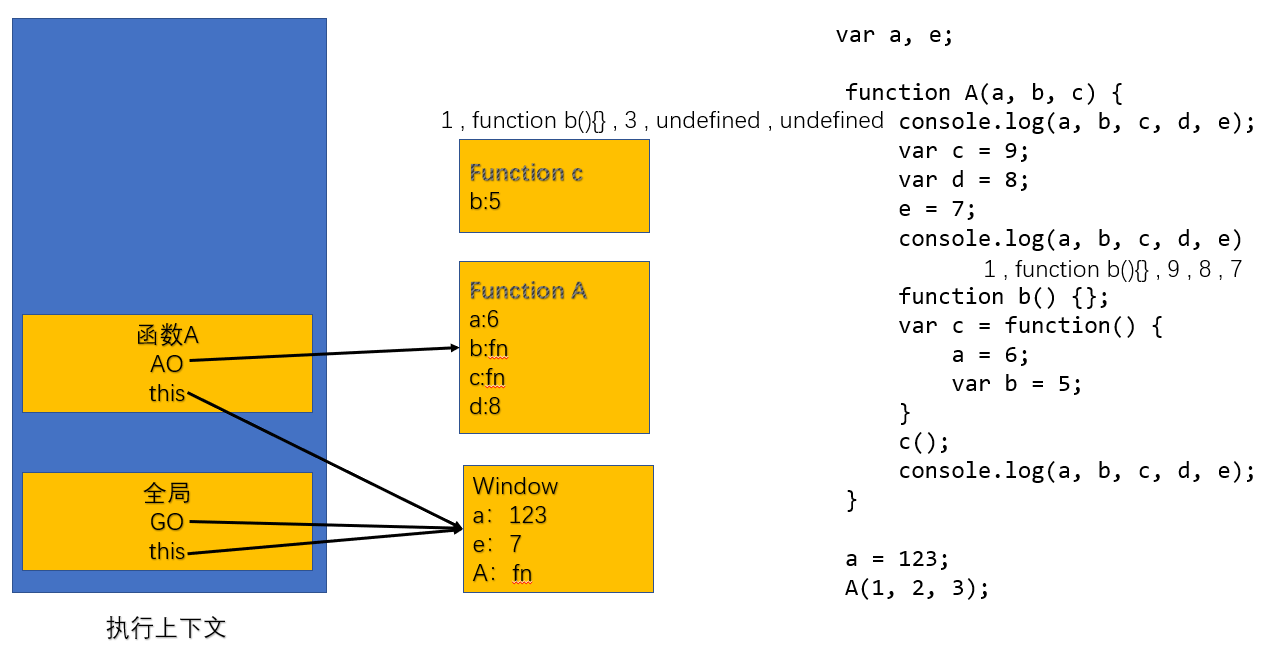 函数A
AO
this
全局
GO
this
执行上下文
1 , function b(){} , 3 , undefined , undefined
Function c
b:5
Function A
a:6
b:fn
c:fn
d:8
Window
a： 123
e： 7
A： fn
var a, e;
function A(a, b, c) {
console.log(a, b, c, d, e);
var c = 9;
var d = 8;
e = 7;
console.log(a, b, c, d, e)
1 , function b(){} , 9 , 8 , 7
function b() {};
var c = function() {
a = 6;
var b = 5;
}
c();
console.log(a, b, c, d, e);
}
a = 123;
A(1, 2, 3);